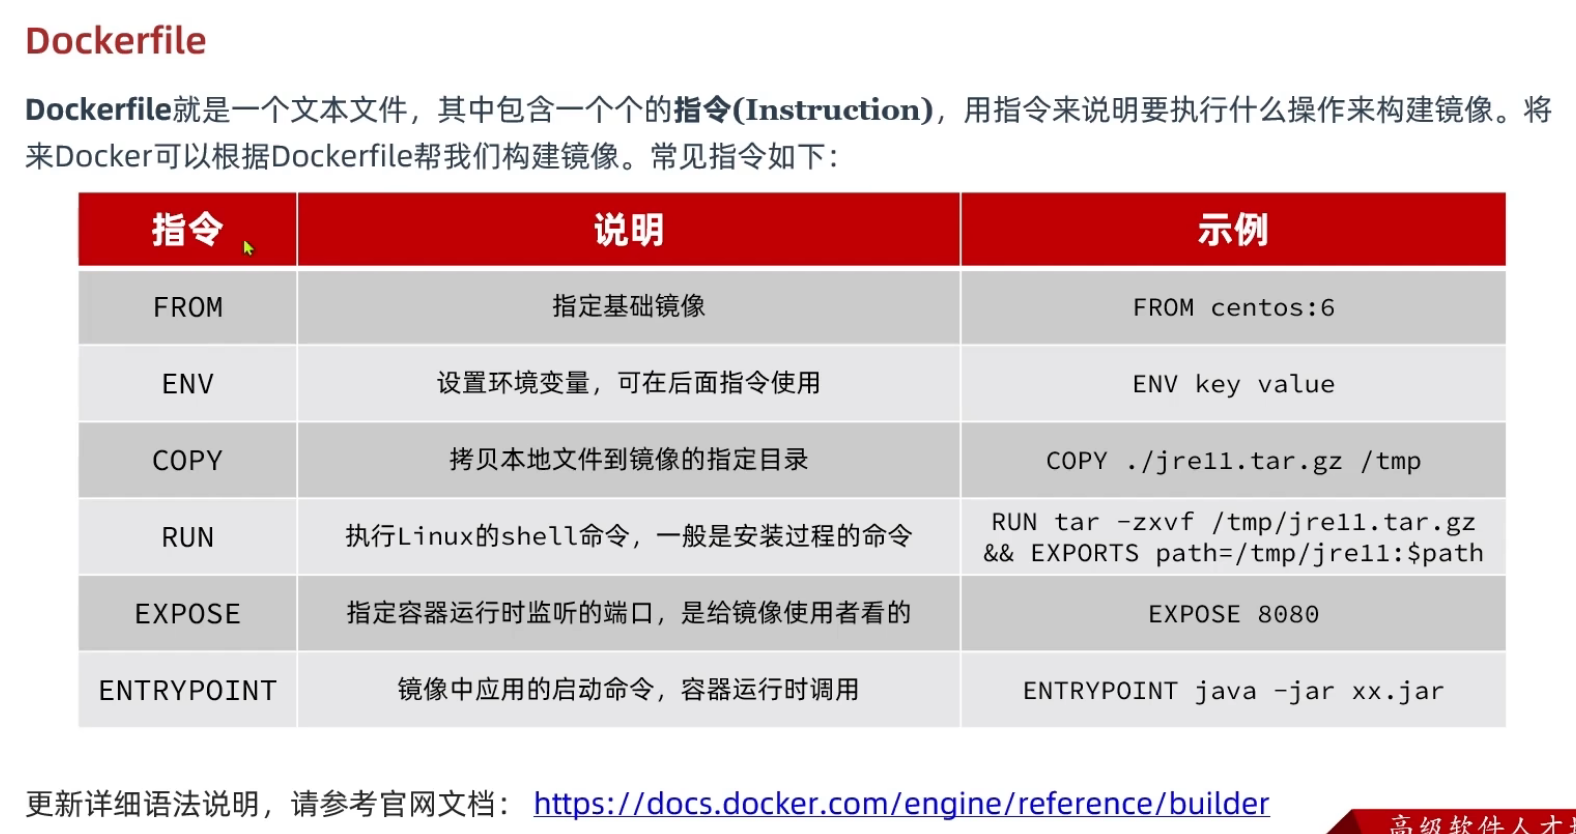 Dockerfile
Dockerfile就是一个文本文件，其中包含一个个的指令(Instruction)，用指令来说明要执行什么操作来构建镜像。将
来Docker可以根据Dockerfile帮我们构建镜像。常见指令如下：
指令 说明 示例
FROM 指定基础镜像 FROM centos:6
ENV 设置环境变量，可在后面指令使用 ENV key value
COPY 拷贝本地文件到镜像的指定目录 COPY ./jre11.tar.gz /tmp
RUN 执行Linux的shell命令，一般是安装过程的命令 RUN tar -zxvf /tmp/jre11.tar.gz
&& EXPORTS path=/tmp/jre11:$path
EXPOSE 指定容器运行时监听的端口，是给镜像使用者看的 EXPOSE 8080
ENTRYPOINT 镜像中应用的启动命令，容器运行时调用 ENTRYPOINT java -jar xx.jar
更新详细语法说明，请参考官网文档： https://docs.docker.com/engine/reference/builder
高级软件人才